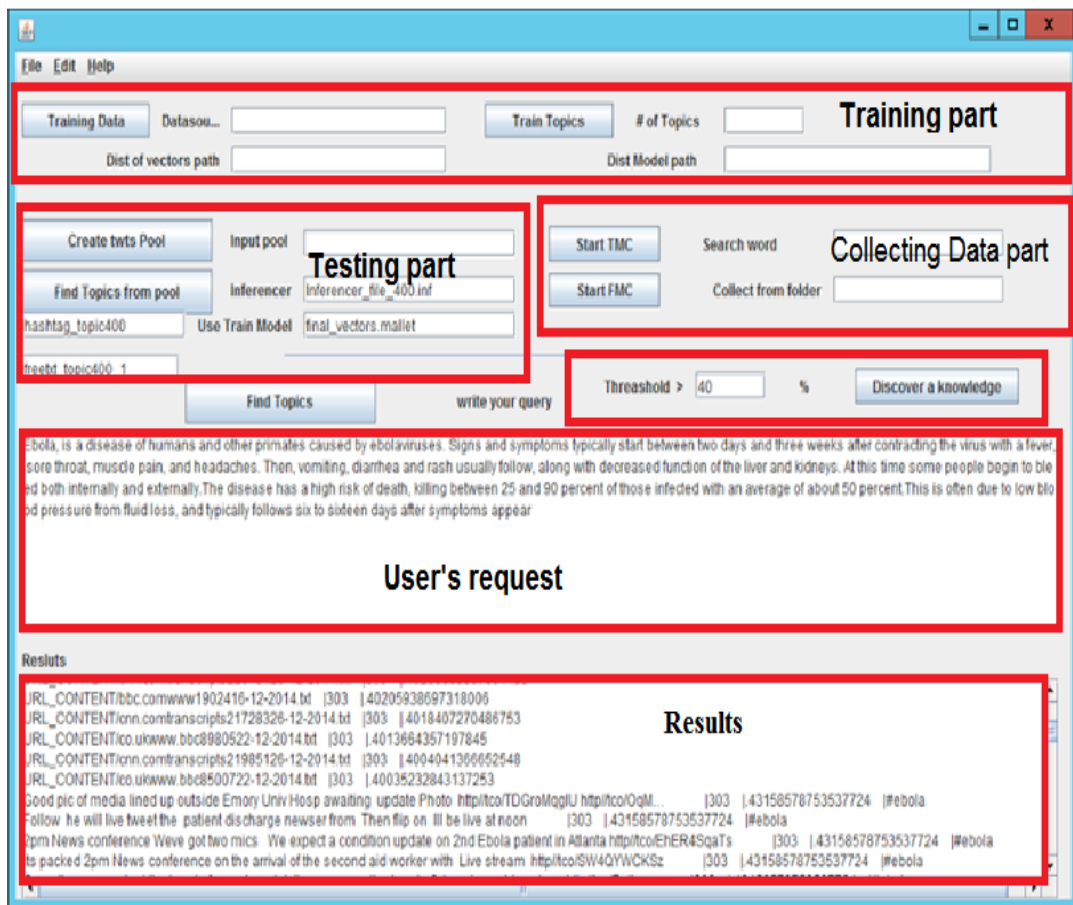 X
File Edit Help
Training Data Datasou... Train Topics # of Topics Training part
Dist of vectors path Dist Model path
Create twts Pool Input pool Start TMC Search word Collecting Data part
Testing part
Find Topics from pool Inferencer Inferencer_file_400.inf Start FMC Collect from folder
hashtag_topic400 Use Train Model final_vectors.mallet
freetxt_topic400_1 Threashold > 40 % Discover a knowledge
Find Topics write your query
Ebola, is a disease of humans and other primates caused by ebolaviruses. Signs and symptoms typically start between two days and three weeks after contracting the virus with a fever,
sore throat, muscle pain, and headaches. Then, vomiting, diarrhea and rash usually follow, along with decreased function of the liver and kidneys. At this time some people begin to ble
ed both internally and externally.The disease has a high risk of death, killing between 25 and 90 percent of those infected with an average of about 50 percent.This is often due to low blo
od pressure from fluid loss, and typically follows six to sixteen days after symptoms appear
User's request
Resluts
URL_CONTENT/bbc.comwww1902416-12-2014.txt |303 |.40205938697318006
URL_CONTENT/cnn.comtranscripts21728326-12-2014.txt |303 |.4018407270486753
Results
URL_CONTENT/co.ukwww.bbc8980522-12-2014.txt |303 |.4013664357197845
URL_CONTENT/cnn.comtranscripts21985126-12-2014.txt |303 |.4004041366652548
URL_CONTENT/co.ukwww.bbc8500722-12-2014.txt |303 |.40035232843137253
Good pic of media lined up outside Emory Univ Hosp awaiting update Photo http//tco/TDGroMqglU http//tco/OqM... |303 |.43158578753537724 |#ebola
Follow he will live tweet the patient discharge newser from Then flip on Ill be live at noon |303 |.43158578753537724 |#ebola
2pm News conference Weve got two mics We expect a condition update on 2nd Ebola patient in Atlanta http//tco/EhER4SqaTs |303 |.43158578753537724 |#ebola
Its packed 2pm News conference on the arrival of the second aid worker with Live stream http//tco/SW4QYWCKSz |303 |.43158578753537724 |#ebola